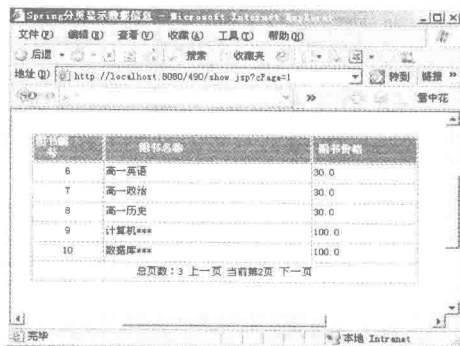 Spring分页显示数据信息 - Microsoft Internet Explorer
文件(F) 编辑(E) 查看(V) 收藏(A) 工具(T) 帮助(H)
后退 搜索 收藏夹
地址(D) http://localhost:8080/490/show.jsp?cPage=1 转到 链接 »
» 雪中花
图书编号 图书名称 图书价格
6 高一英语 30.0
7 高一政治 30.0
8 高一历史 30.0
9 计算机*** 100.0
10 数据库*** 100.0
总页数:3 上一页 当前第2页 下一页
完毕 本地 Intranet